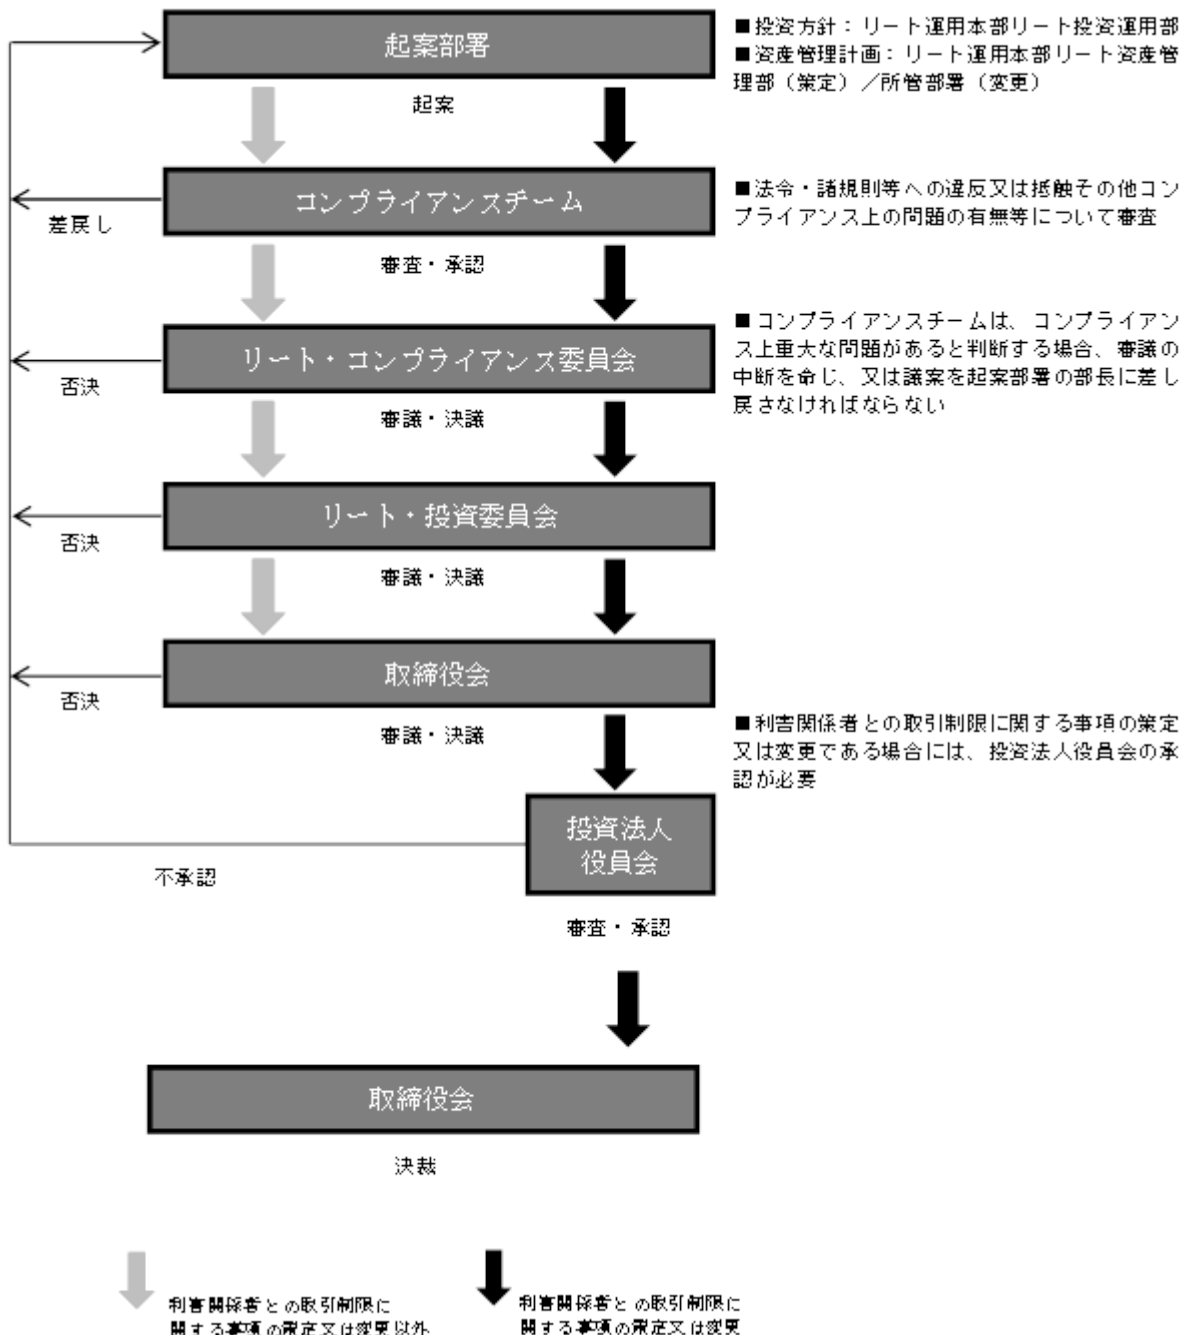 起案部署
■投資方針：リート運用本部リート投資運用部
■資産管理計画：リート運用本部リート資産管
理部（策定）／所管部署（変更）
起案
コンプライアンスチーム
■法令・諸規則等への違反又は抵触その他コン
プライアンス上の問題の有無等について審査
差戻し
審査・承認
リート・コンプライアンス委員会
■コンプライアンスチームは、コンプライアン
ス上重大な問題があると判断する場合、審議の
中断を命じ、又は議案を起案部署の部長に差し
戻さなければならない
否決
審議・決議
リート・投資委員会
否決
審議・決議
取締役会
否決
審議・決議
■利害関係者との取引制限に関する事項の策定
又は変更である場合には、投資法人役員会の承
認が必要
投資法人
役員会
不承認
審査・承認
取締役会
決裁
利害関係者との取引制限に
関する事項の策定又は変更以外
利害関係者との取引制限に
関する事項の策定又は変更